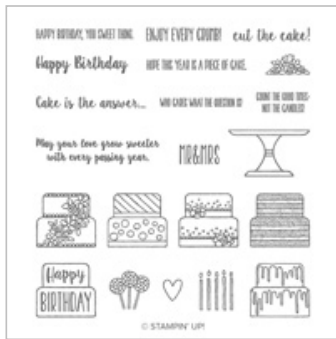 HAPPY BIRTHDAY, YOU SWEET THING.
ENJOY EVERY CRUMB!
cut the cake!
Happy Birthday
HOPE THIS YEAR IS A PIECE OF CAKE.
Cake is the answer...
WHO CARES WHAT THE QUESTION IS!
COUNT THE GOOD TIMES-
NOT THE CANDLES!
May your love grow sweeter
with every passing year.
MR&MRS
Happy
BIRTHDAY
© STAMPIN' UP!